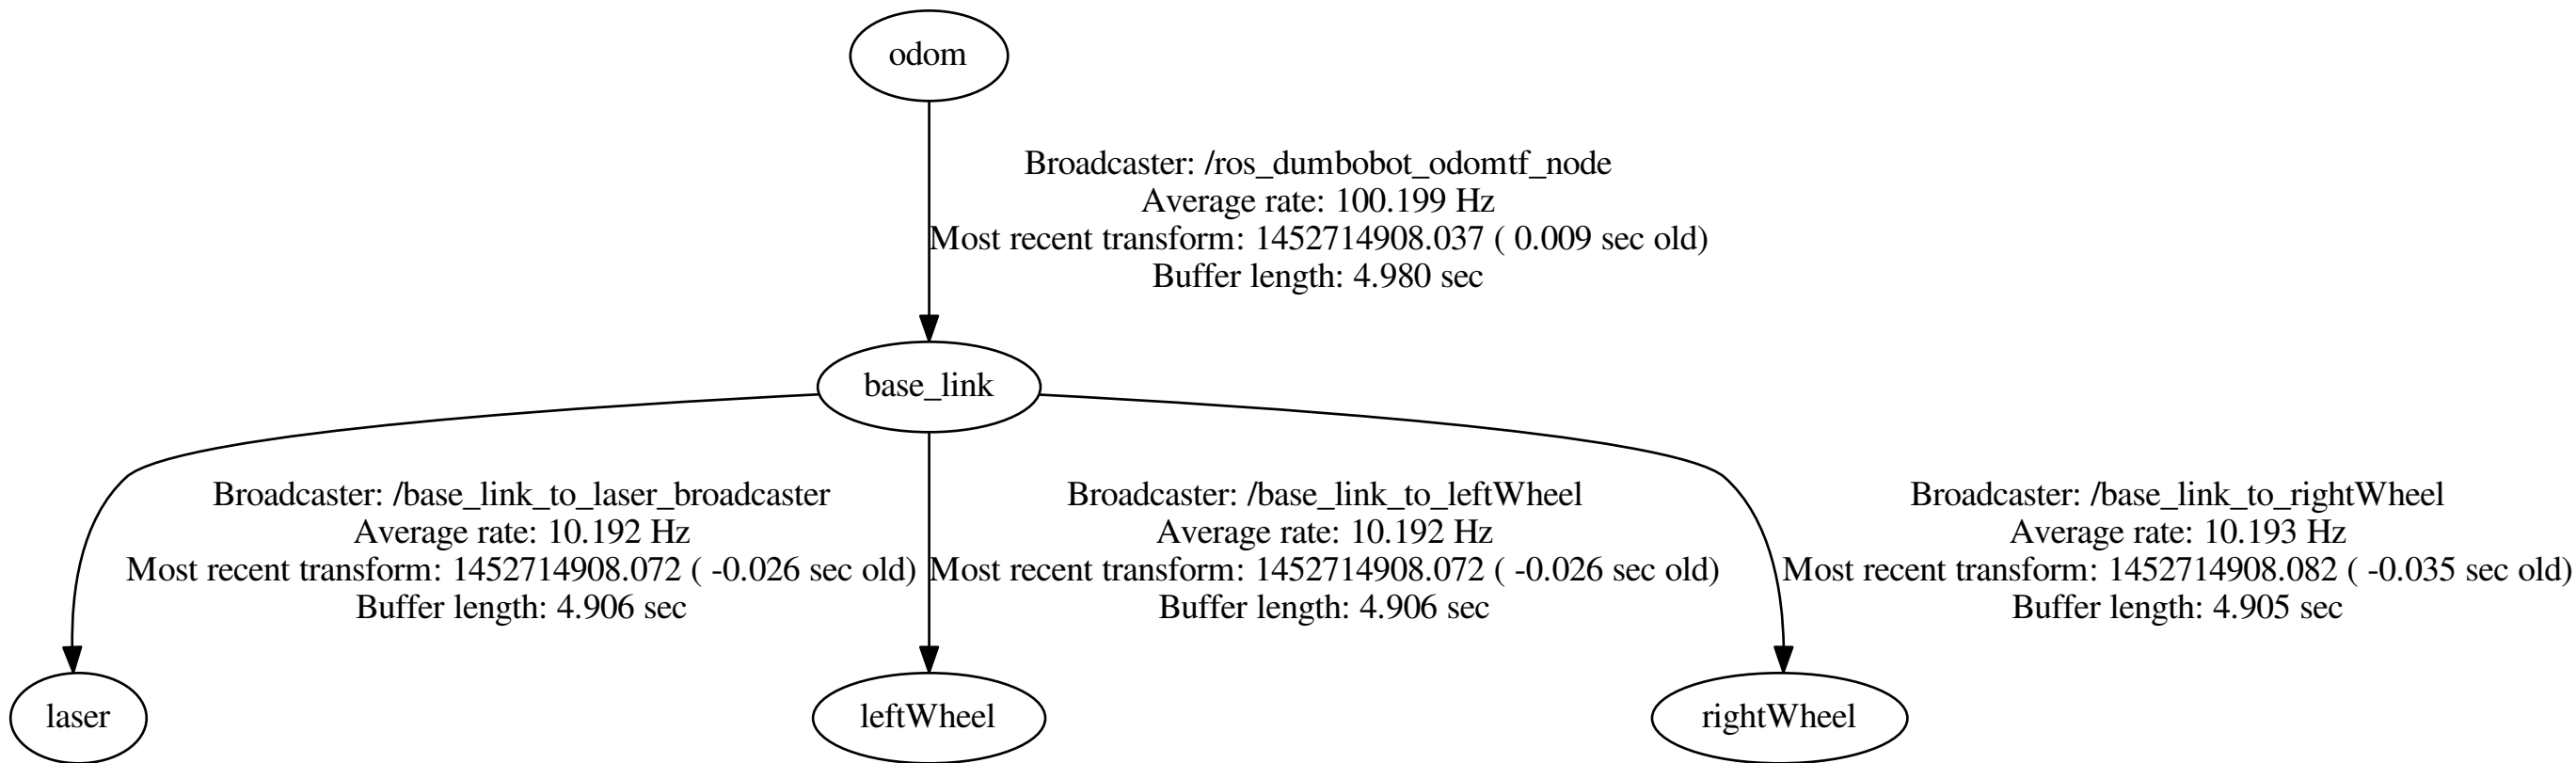 odom
Broadcaster: /ros_dumbobot_odomtf_node
Average rate: 100.199 Hz
Most recent transform: 1452714908.037 ( 0.009 sec old)
Buffer length: 4.980 sec
base_link
Broadcaster: /base_link_to_laser_broadcaster
Average rate: 10.192 Hz
Most recent transform: 1452714908.072 ( -0.026 sec old)
Buffer length: 4.906 sec
Broadcaster: /base_link_to_leftWheel
Average rate: 10.192 Hz
Most recent transform: 1452714908.072 ( -0.026 sec old)
Buffer length: 4.906 sec
Broadcaster: /base_link_to_rightWheel
Average rate: 10.193 Hz
Most recent transform: 1452714908.082 ( -0.035 sec old)
Buffer length: 4.905 sec
laser
leftWheel
rightWheel